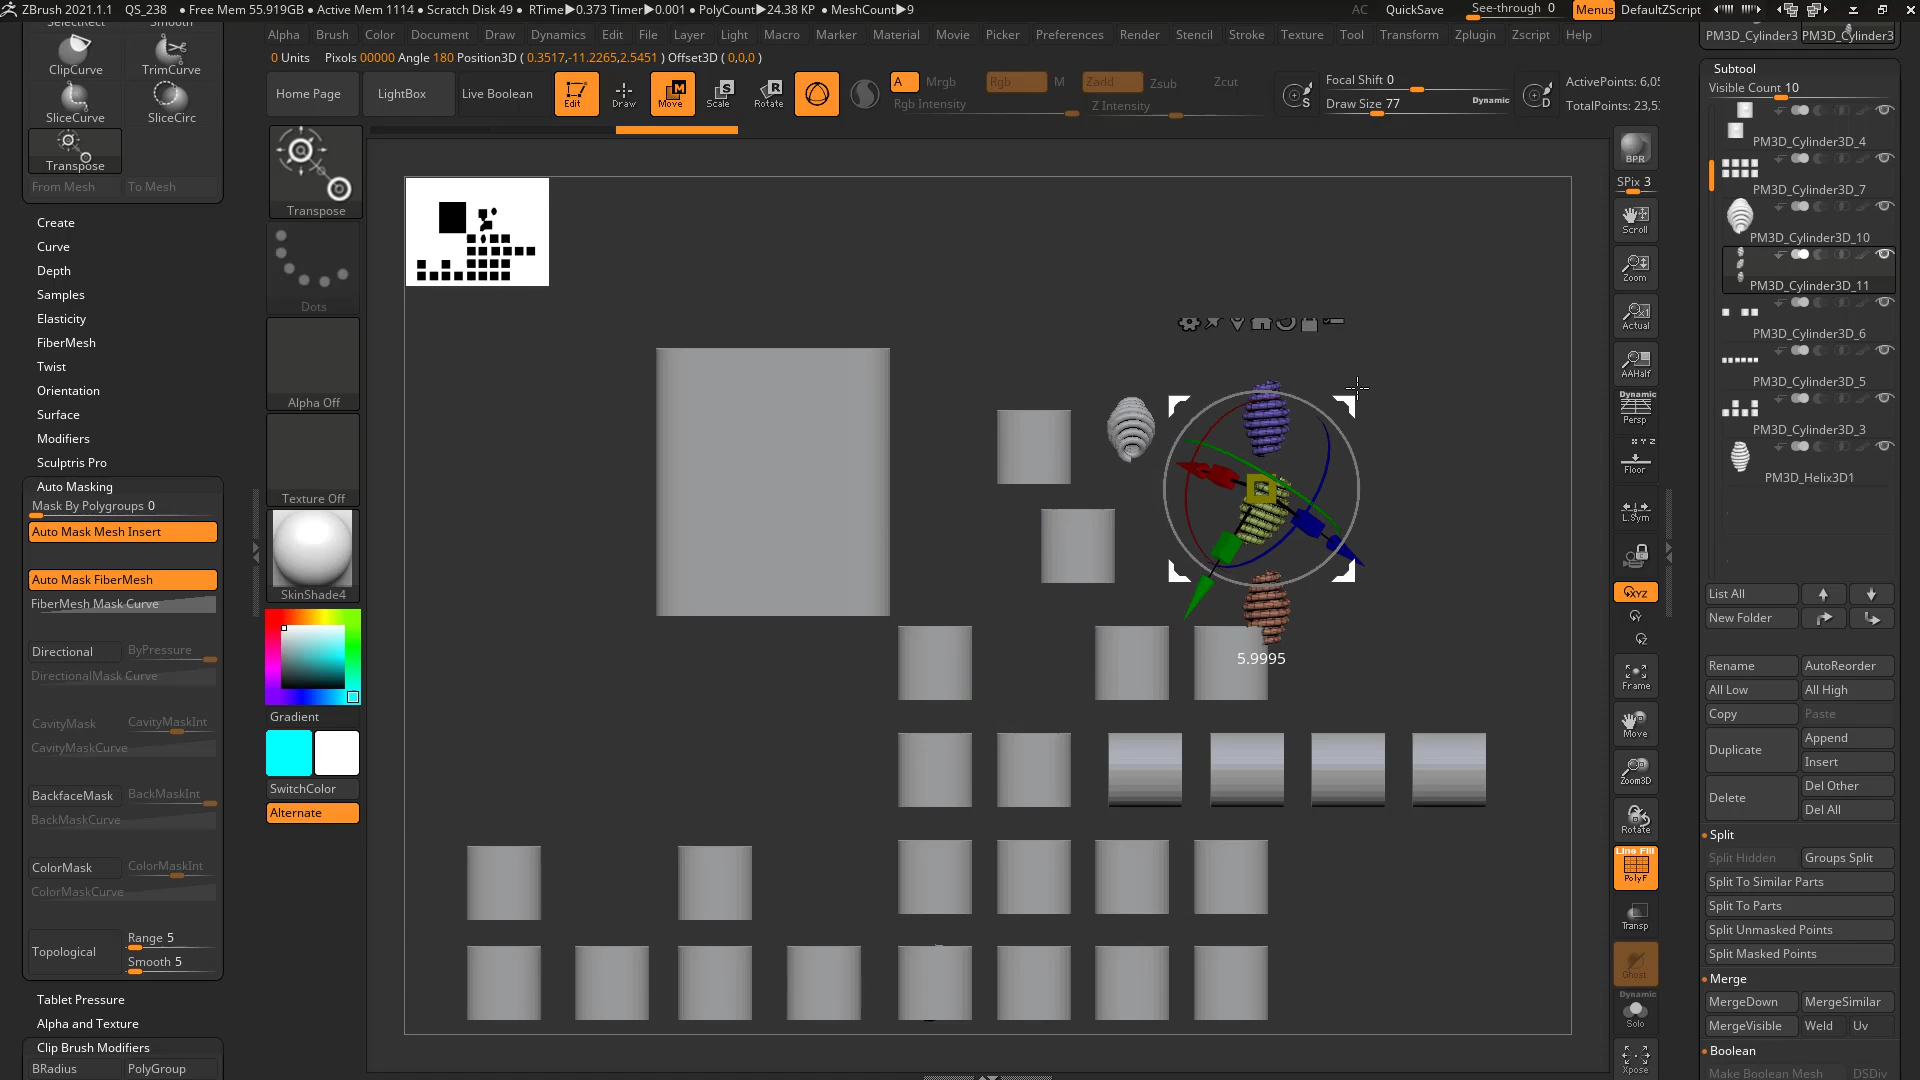 ZBrush 2021.1.1 QS_238 • Free Mem 55.919GB • Active Mem 1114 • Scratch Disk 49 • RTime▶0.373 Timer▶0.001 • PolyCount▶24.38 KP • MeshCount▶9
AC QuickSave See-through 0 Menus DefaultZScript
Alpha Brush Color Document Draw Dynamics Edit File Layer Light Macro Marker Material Movie Picker Preferences Render Stencil Stroke Texture Tool Transform Zplugin Zscript Help
0 Units Pixols 00000 Angle 180 Position3D ( 0.3517,-11.2265,2.5451 ) Offset3D ( 0,0,0 )
Home Page LightBox Live Boolean Edit Draw Move Scale Rotate
A Mrgb Rgb M Zadd Zsub Zcut
Rgb Intensity Z Intensity
Focal Shift 0
Draw Size 77 Dynamic
ActivePoints: 6,05
TotalPoints: 23,5
ClipCurve TrimCurve
SliceCurve SliceCirc
Transpose
From Mesh To Mesh
Create
Curve
Depth
Samples
Elasticity
FiberMesh
Twist
Orientation
Surface
Modifiers
Sculptris Pro
Auto Masking
Mask By Polygroups 0
Auto Mask Mesh Insert
Auto Mask FiberMesh
FiberMesh Mask Curve
Directional ByPressure
DirectionalMask Curve
CavityMask CavityMaskInt
CavityMaskCurve
BackfaceMask BackMaskInt
BackMaskCurve
ColorMask ColorMaskInt
ColorMaskCurve
Topological Range 5
Smooth 5
Tablet Pressure
Alpha and Texture
Clip Brush Modifiers
BRadius PolyGroup
Transpose
Dots
Alpha Off
Texture Off
SkinShade4
Gradient
SwitchColor
Alternate
5.9995
BPR
SPix 3
Scroll
Zoom
Actual
AAHalf
Dynamic
Persp
Floor
L.Sym
XYZ
Frame
Move
Zoom3D
Rotate
Line Fill
PolyF
Transp
Ghost
Dynamic
Solo
Xpose
PM3D_Cylinder3 PM3D_Cylinder3
Subtool
Visible Count 10
PM3D_Cylinder3D_4
PM3D_Cylinder3D_7
PM3D_Cylinder3D_10
PM3D_Cylinder3D_11
PM3D_Cylinder3D_6
PM3D_Cylinder3D_5
PM3D_Cylinder3D_3
PM3D_Helix3D1
List All
New Folder
Rename AutoReorder
All Low All High
Copy Paste
Duplicate Append
Insert
Delete Del Other
Del All
Split
Split Hidden Groups Split
Split To Similar Parts
Split To Parts
Split Unmasked Points
Split Masked Points
Merge
MergeDown MergeSimilar
MergeVisible Weld Uv
Boolean
Make Boolean Mesh DSDiv